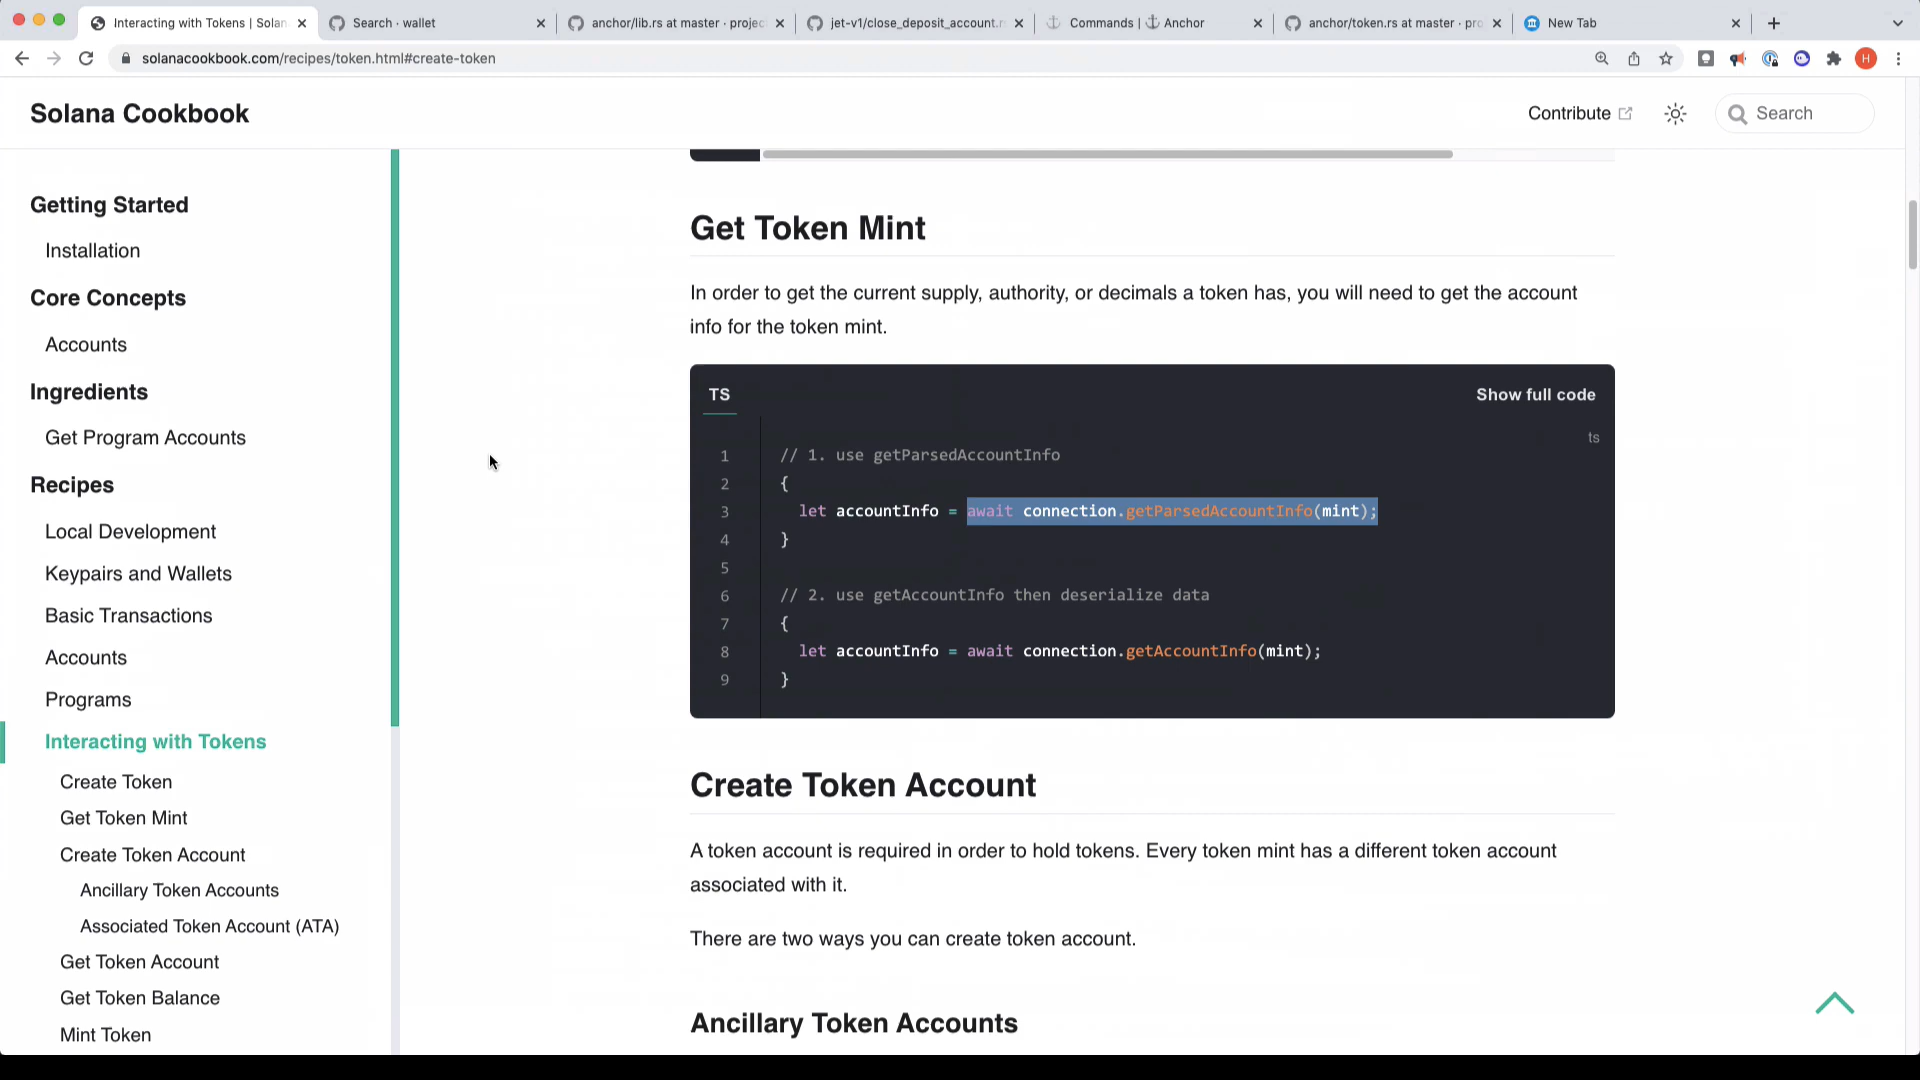 Interacting with Tokens | Solan
Search · wallet
anchor/lib.rs at master · projec
jet-v1/close_deposit_account.r
Commands | Anchor
anchor/token.rs at master · pro
New Tab
solanacookbook.com/recipes/token.html#create-token
H
Solana Cookbook
Contribute
Search
Getting Started
Installation
Core Concepts
Accounts
Ingredients
Get Program Accounts
Recipes
Local Development
Keypairs and Wallets
Basic Transactions
Accounts
Programs
Interacting with Tokens
Create Token
Get Token Mint
Create Token Account
Ancillary Token Accounts
Associated Token Account (ATA)
Get Token Account
Get Token Balance
Mint Token
Get Token Mint
In order to get the current supply, authority, or decimals a token has, you will need to get the account
info for the token mint.
TS
Show full code
ts
1 // 1. use getParsedAccountInfo
2 {
3 let accountInfo = await connection.getParsedAccountInfo(mint);
4 }
5
6 // 2. use getAccountInfo then deserialize data
7 {
8 let accountInfo = await connection.getAccountInfo(mint);
9 }
Create Token Account
A token account is required in order to hold tokens. Every token mint has a different token account
associated with it.
There are two ways you can create token account.
Ancillary Token Accounts